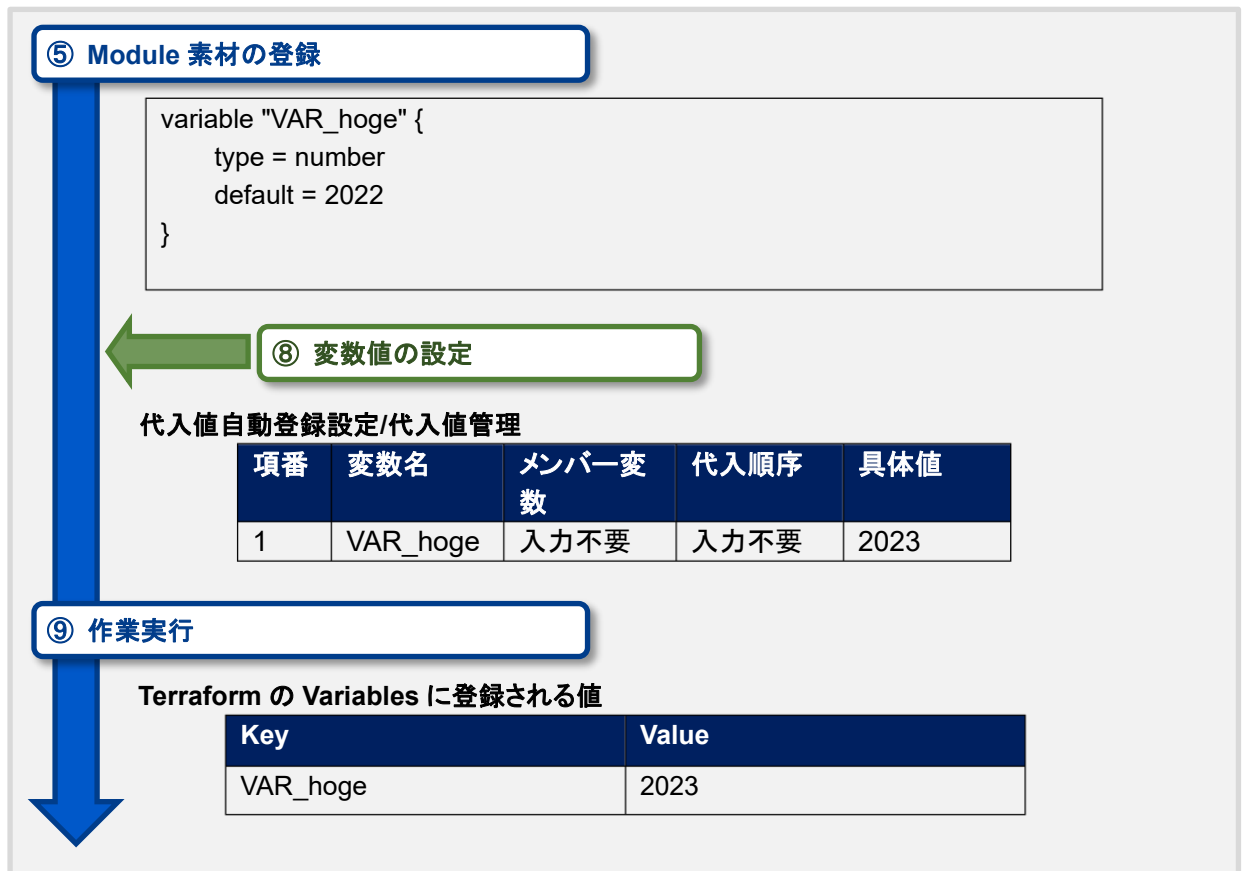 ⑤ Module 素材の登録
variable "VAR_hoge" {
type = number
default = 2022
}
⑧ 変数値の設定
代入値自動登録設定/代入値管理
項番 変数名 メンバー変数 代入順序 具体値
1 VAR_hoge 入力不要 入力不要 2023
⑨ 作業実行
Terraform の Variables に登録される値
Key Value
VAR_hoge 2023